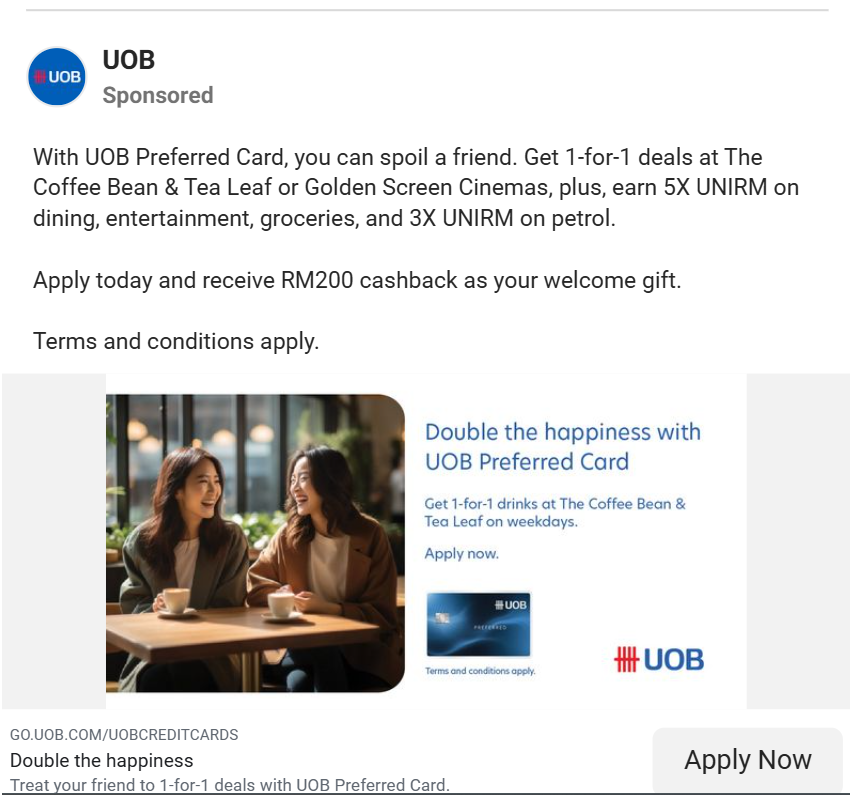 UOB
UOB
Sponsored
With UOB Preferred Card, you can spoil a friend. Get 1-for-1 deals at The
Coffee Bean & Tea Leaf or Golden Screen Cinemas, plus, earn 5X UNIRM on
dining, entertainment, groceries, and 3X UNIRM on petrol.
Apply today and receive RM200 cashback as your welcome gift.
Terms and conditions apply.
Double the happiness with
UOB Preferred Card
Get 1-for-1 drinks at The Coffee Bean &
Tea Leaf on weekdays.
Apply now.
UOB
PREFERRED
Terms and conditions apply.
UOB
GO.UOB.COM/UOBCREDITCARDS
Double the happiness
Treat your friend to 1-for-1 deals with UOB Preferred Card.
Apply Now